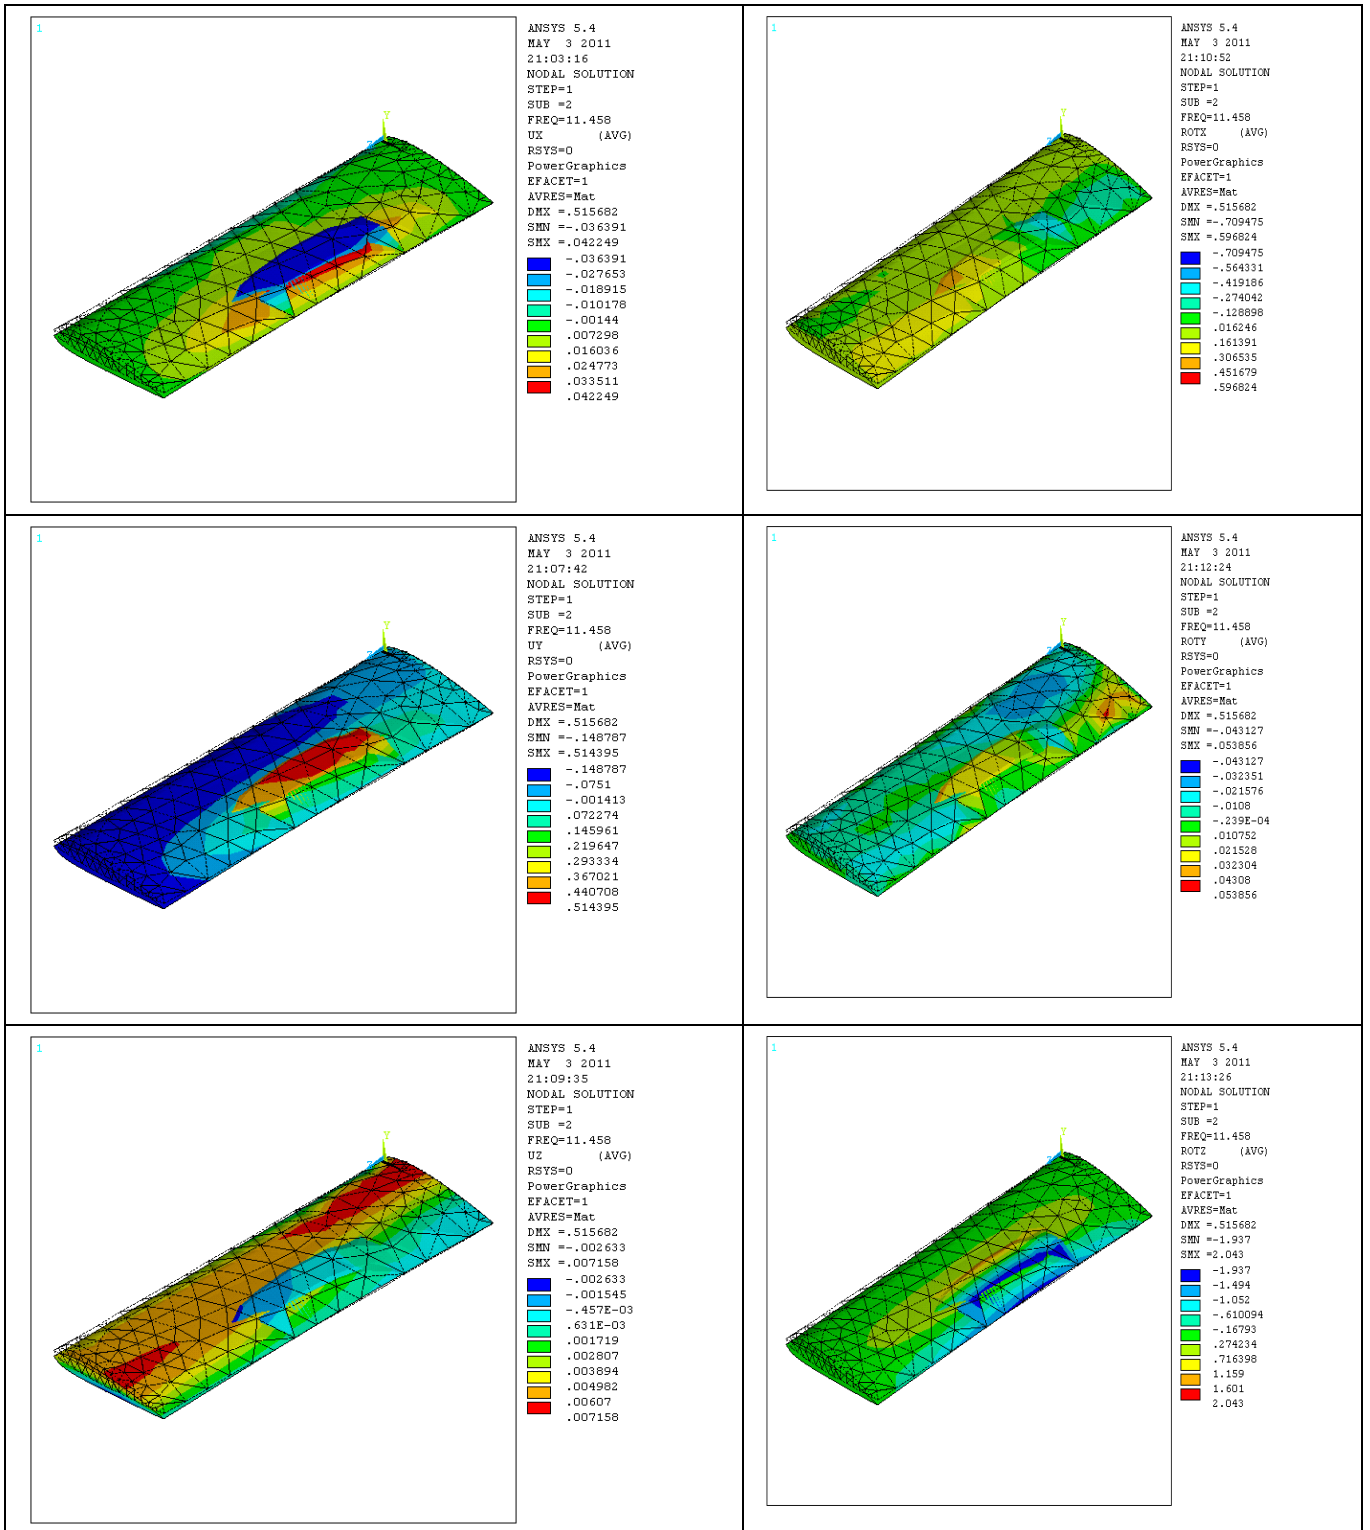 1
ANSYS 5.4
MAY  3 2011
21:03:16
NODAL SOLUTION
STEP=1
SUB =2
FREQ=11.458
UX       (AVG)
RSYS=0
PowerGraphics
EFACET=1
AVRES=Mat
DMX =.515682
SMN =-.036391
SMX =.042249
-.036391
-.027653
-.018915
-.010178
-.00144
.007298
.016036
.024773
.033511
.042249
Y
Z
1
ANSYS 5.4
MAY  3 2011
21:10:52
NODAL SOLUTION
STEP=1
SUB =2
FREQ=11.458
ROTX     (AVG)
RSYS=0
PowerGraphics
EFACET=1
AVRES=Mat
DMX =.515682
SMN =-.709475
SMX =.596824
-.709475
-.564331
-.419186
-.274042
-.128898
.016246
.161391
.306535
.451679
.596824
Y
Z
1
ANSYS 5.4
MAY  3 2011
21:07:42
NODAL SOLUTION
STEP=1
SUB =2
FREQ=11.458
UY       (AVG)
RSYS=0
PowerGraphics
EFACET=1
AVRES=Mat
DMX =.515682
SMN =-.148787
SMX =.514395
-.148787
-.0751
-.001413
.072274
.145961
.219647
.293334
.367021
.440708
.514395
Y
Z
1
ANSYS 5.4
MAY  3 2011
21:12:24
NODAL SOLUTION
STEP=1
SUB =2
FREQ=11.458
ROTY     (AVG)
RSYS=0
PowerGraphics
EFACET=1
AVRES=Mat
DMX =.515682
SMN =-.043127
SMX =.053856
-.043127
-.032351
-.021576
-.0108
-.239E-04
.010752
.021528
.032304
.04308
.053856
Y
Z
1
ANSYS 5.4
MAY  3 2011
21:09:35
NODAL SOLUTION
STEP=1
SUB =2
FREQ=11.458
UZ       (AVG)
RSYS=0
PowerGraphics
EFACET=1
AVRES=Mat
DMX =.515682
SMN =-.002633
SMX =.007158
-.002633
-.001545
-.457E-03
.631E-03
.001719
.002807
.003894
.004982
.00607
.007158
Y
Z
1
ANSYS 5.4
MAY  3 2011
21:13:26
NODAL SOLUTION
STEP=1
SUB =2
FREQ=11.458
ROTZ     (AVG)
RSYS=0
PowerGraphics
EFACET=1
AVRES=Mat
DMX =.515682
SMN =-1.937
SMX =2.043
-1.937
-1.494
-1.052
-.610094
-.16793
.274234
.716398
1.159
1.601
2.043
Y
Z